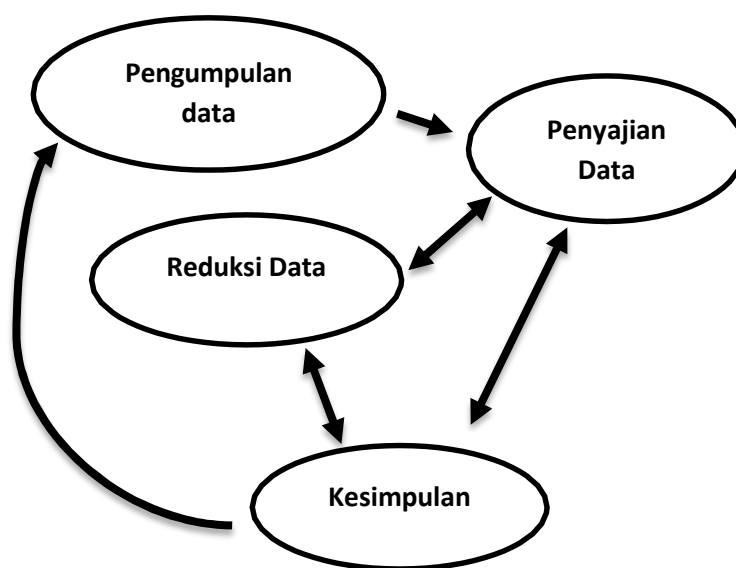 Pengumpulan
data
Penyajian
Data
Reduksi Data
Kesimpulan